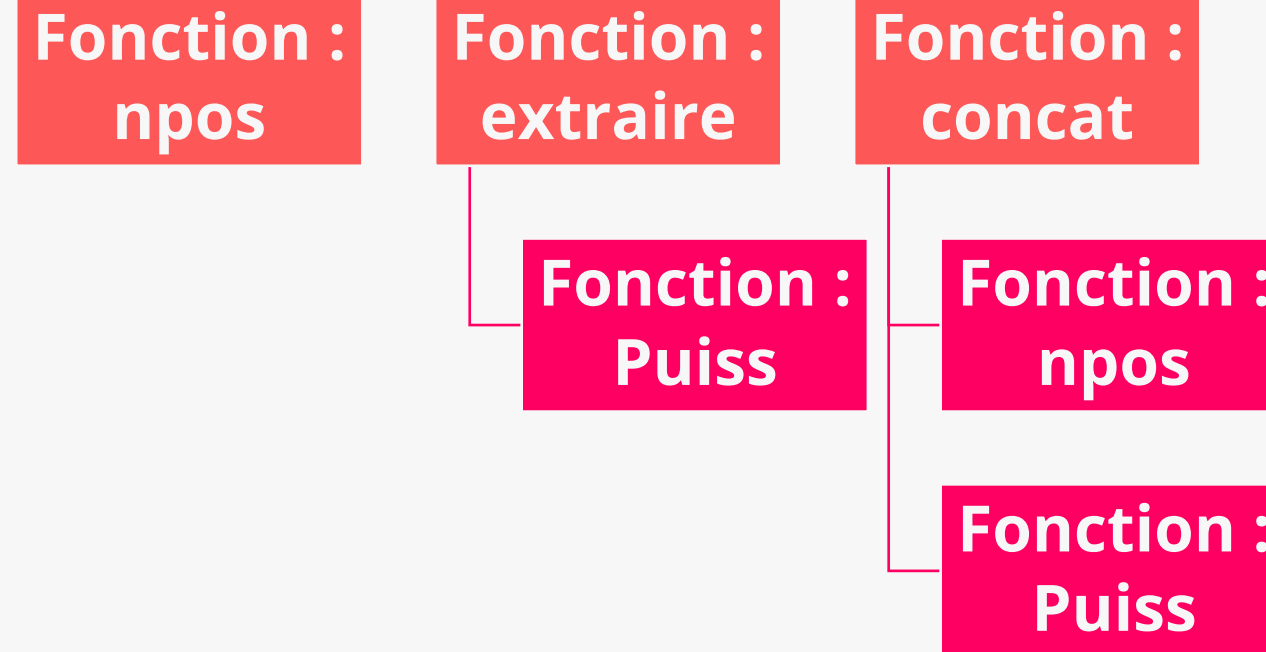 Fonction :
npos
Fonction :
extraire
Fonction :
concat
Fonction :
Puiss
Fonction :
npos
Fonction :
Puiss